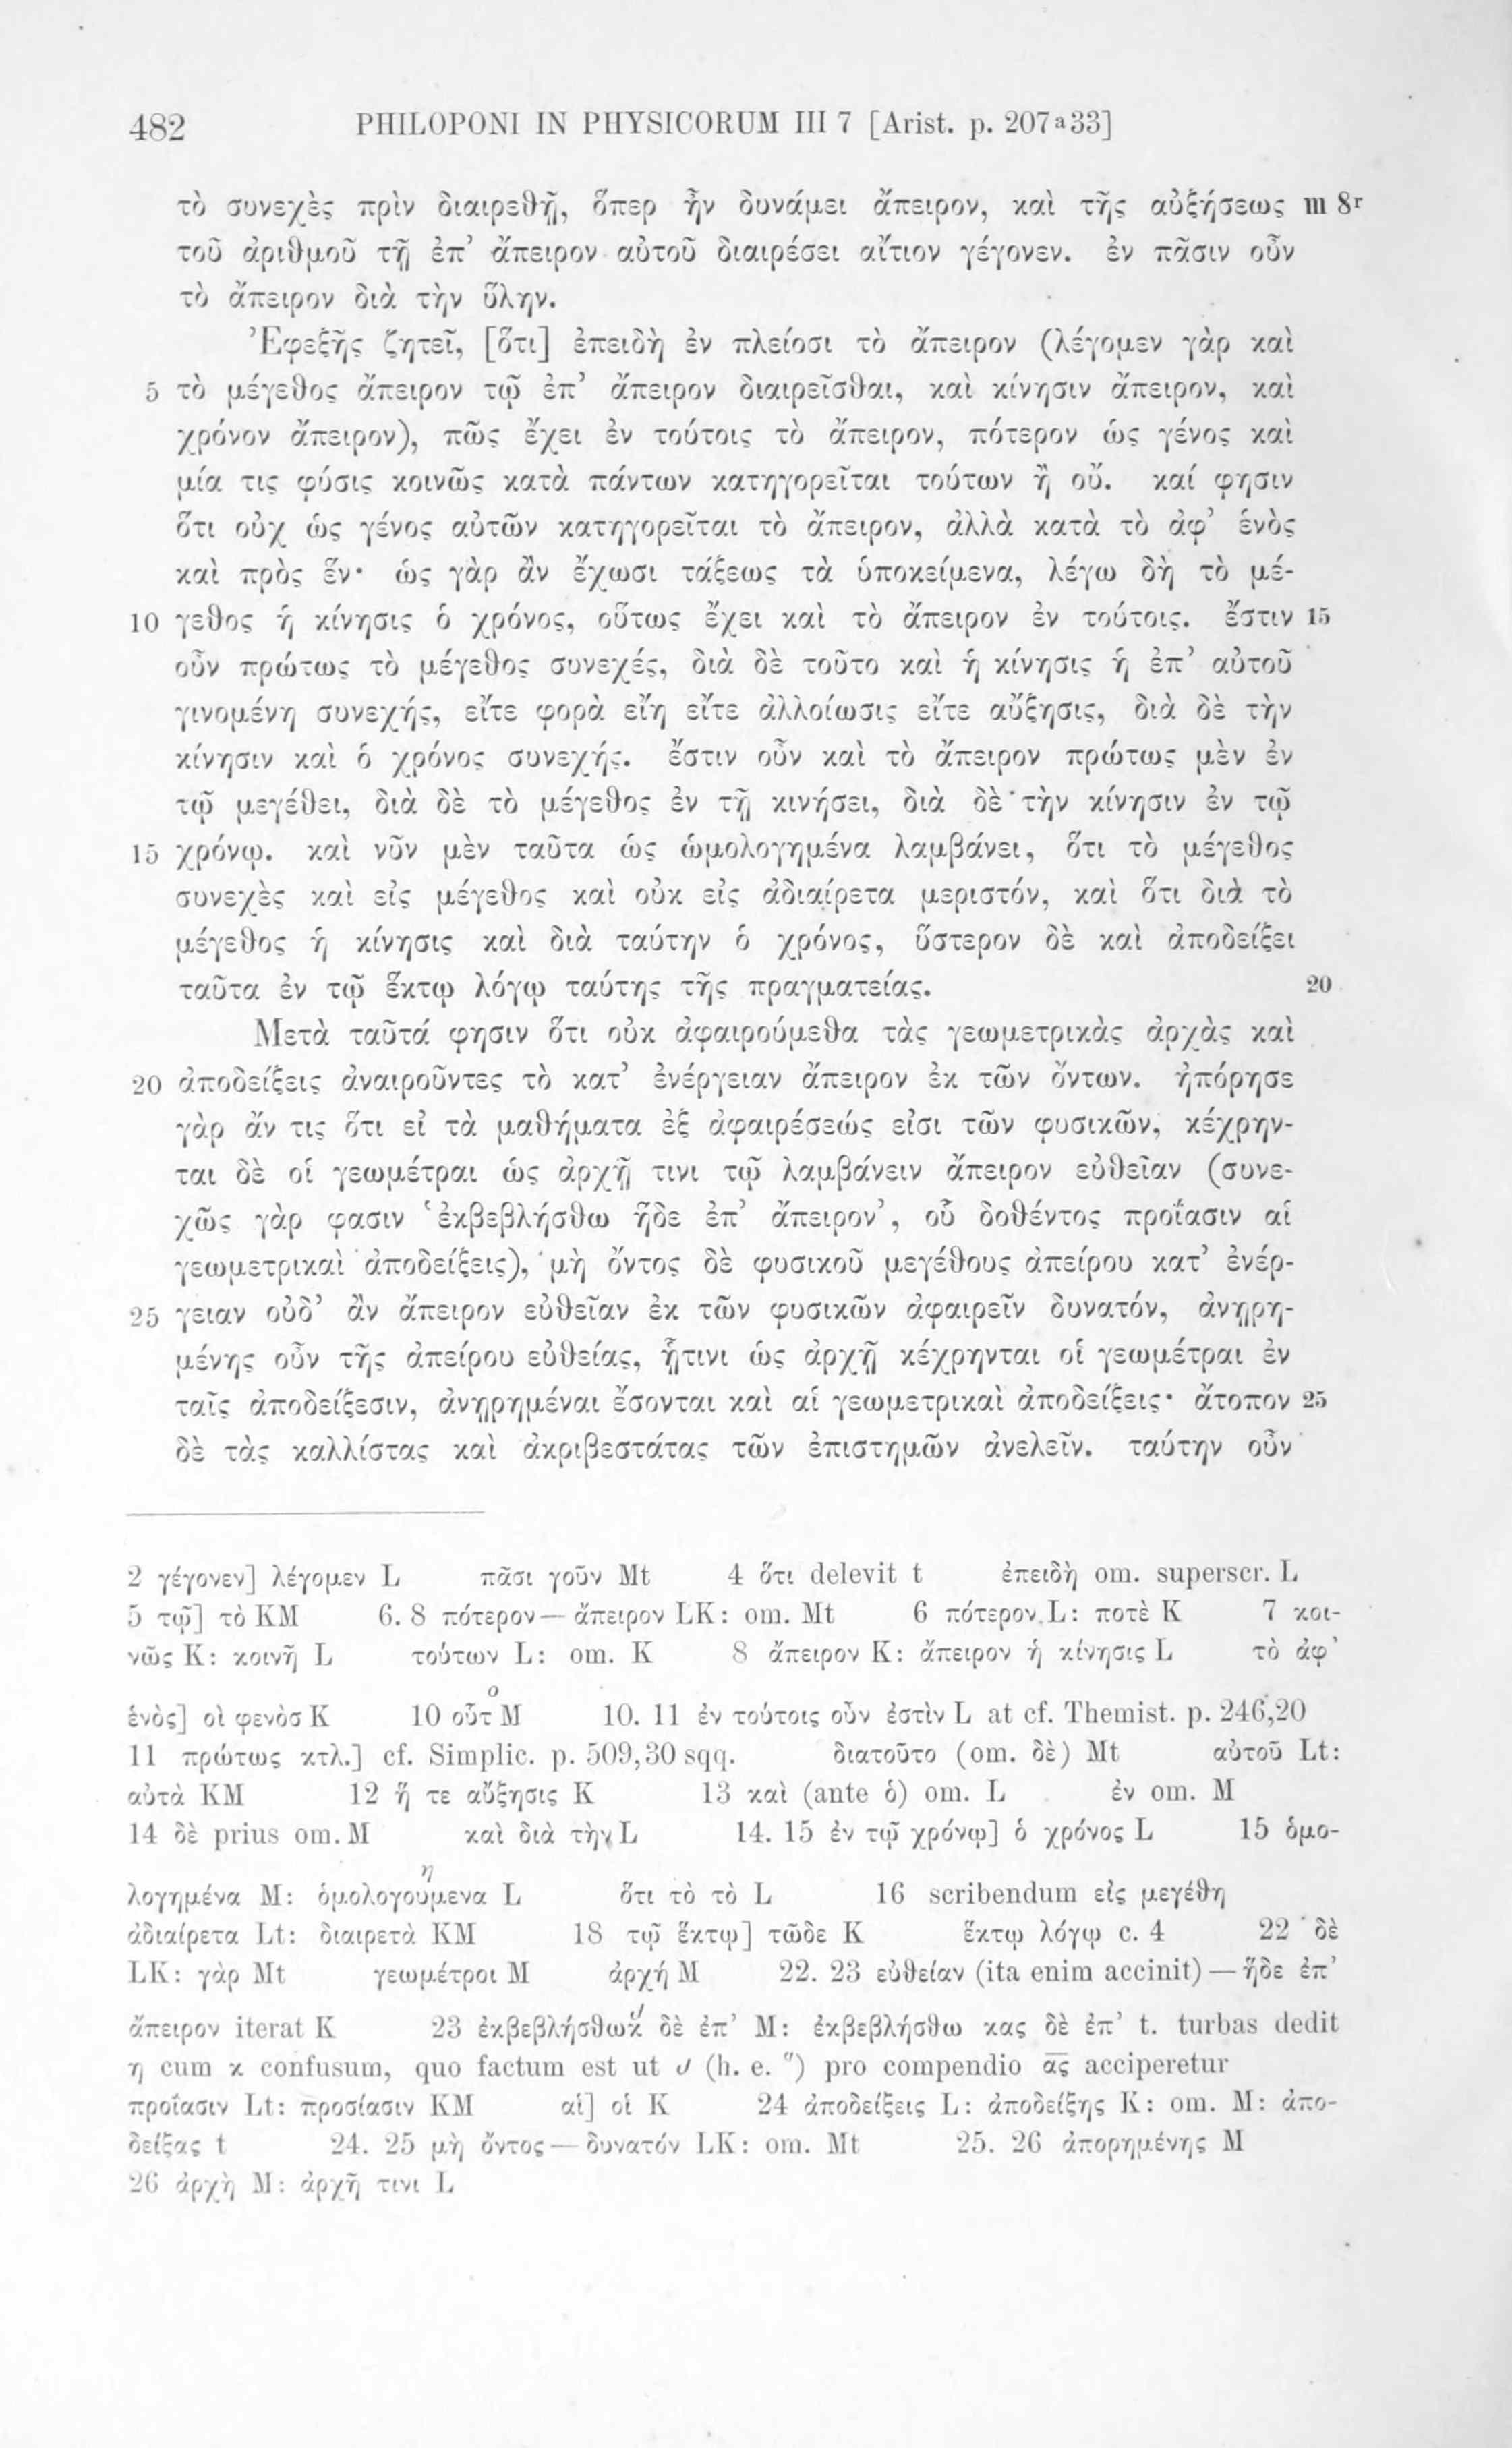 482 PHILOPONI IN PHYSICORUM III 7 [Arist. p. 207a33]
τὸ συνεχὲς πρὶν διαιρεθῇ, ὅπερ ἦν δυνάμει ἄπειρον, καὶ τῆς αὐξήσεως m 8r
τοῦ ἀριθμοῦ τῇ ἐπ’ ἄπειρον αὐτοῦ διαιρέσει αἴτιον γέγονεν. ἐν πᾶσιν οὖν
τὸ ἄπειρον διὰ τὴν ὕλην.
Ἐφεξῆς ζητεῖ, [ὅτι] ἐπειδὴ ἐν πλείοσι τὸ ἄπειρον (λέγομεν γὰρ καὶ
5 τὸ μέγεθος ἄπειρον τῷ ἐπ’ ἄπειρον διαιρεῖσθαι, καὶ κίνησιν ἄπειρον, καὶ
χρόνον ἄπειρον), πῶς ἔχει ἐν τούτοις τὸ ἄπειρον, πότερον ὡς γένος καὶ
μία τις φύσις κοινῶς κατὰ πάντων κατηγορεῖται τούτων ἢ οὔ. καί φησιν
ὅτι οὐχ ὡς γένος αὐτῶν κατηγορεῖται τὸ ἄπειρον, ἀλλὰ κατὰ τὸ ἀφ’ ἑνὸς
καὶ πρὸς ἕν· ὡς γὰρ ἂν ἔχωσι τάξεως τὰ ὑποκείμενα, λέγω δὴ τὸ μέ-
10 γεθος ἡ κίνησις ὁ χρόνος, οὕτως ἔχει καὶ τὸ ἄπειρον ἐν τούτοις. ἔστιν 15
οὖν πρώτως τὸ μέγεθος συνεχές, διὰ δὲ τοῦτο καὶ ἡ κίνησις ἡ ἐπ’ αὐτοῦ
γινομένη συνεχής, εἴτε φορὰ εἴη εἴτε ἀλλοίωσις εἴτε αὔξησις, διὰ δὲ τὴν
κίνησιν καὶ ὁ χρόνος συνεχής. ἔστιν οὖν καὶ τὸ ἄπειρον πρώτως μὲν ἐν
τῷ μεγέθει, διὰ δὲ τὸ μέγεθος ἐν τῇ κινήσει, διὰ δὲ τὴν κίνησιν ἐν τῷ
15 χρόνῳ. καὶ νῦν μὲν ταῦτα ὡς ὡμολογημένα λαμβάνει, ὅτι τὸ μέγεθος
συνεχὲς καὶ εἰς μέγεθος καὶ οὐκ εἰς ἀδιαίρετα μεριστόν, καὶ ὅτι διὰ τὸ
μέγεθος ἡ κίνησις καὶ διὰ ταύτην ὁ χρόνος, ὕστερον δὲ καὶ ἀποδείξει
ταῦτα ἐν τῷ ἕκτῳ λόγῳ ταύτης τῆς πραγματείας. 20
Μετὰ ταῦτά φησιν ὅτι οὐκ ἀφαιρούμεθα τὰς γεωμετρικὰς ἀρχὰς καὶ
20 ἀποδείξεις ἀναιροῦντες τὸ κατ’ ἐνέργειαν ἄπειρον ἐκ τῶν ὄντων. ἠπόρησε
γὰρ ἄν τις ὅτι εἰ τὰ μαθήματα ἐξ ἀφαιρέσεώς εἰσι τῶν φυσικῶν, κέχρην-
ται δὲ οἱ γεωμέτραι ὡς ἀρχῇ τινι τῷ λαμβάνειν ἄπειρον εὐθεῖαν (συνε-
χῶς γὰρ φασιν ‘ἐκβεβλήσθω ἥδε ἐπ’ ἄπειρον’, οὗ δοθέντος προΐασιν αἱ
γεωμετρικαὶ ἀποδείξεις), μὴ ὄντος δὲ φυσικοῦ μεγέθους ἀπείρου κατ’ ἐνέρ-
25 γειαν οὐδ’ ἂν ἄπειρον εὐθεῖαν ἐκ τῶν φυσικῶν ἀφαιρεῖν δυνατόν, ἀνῃρη-
μένης οὖν τῆς ἀπείρου εὐθείας, ᾗτινι ὡς ἀρχῇ κέχρηνται οἱ γεωμέτραι ἐν
ταῖς ἀποδείξεσιν, ἀνῃρημέναι ἔσονται καὶ αἱ γεωμετρικαὶ ἀποδείξεις· ἄτοπον 25
δὲ τὰς καλλίστας καὶ ἀκριβεστάτας τῶν ἐπιστημῶν ἀνελεῖν. ταύτην οὖν
2 γέγονεν] λέγομεν L πᾶσι γοῦν Mt 4 ὅτι delevit t ἐπειδὴ om. superscr. L
5 τῷ] τὸ KM 6. 8 πότερον—ἄπειρον LK: om. Mt 6 πότερον L: ποτὲ K 7 κοι-
νῶς K: κοινῇ L τούτων L: om. K 8 ἄπειρον K: ἄπειρον ἡ κίνησις L τὸ ἀφ’
ἑνὸς] οἱ φενὸσ K 10 οὕτο M 10. 11 ἐν τούτοις οὖν ἐστὶν L at cf. Themist. p. 246,20
11 πρώτως κτλ.] cf. Simplic. p. 509,30 sqq. διατοῦτο (om. δὲ) Mt αὐτοῦ Lt:
αὐτὰ KM 12 ἥ τε αὔξησις K 13 καὶ (ante ὁ) om. L ἐν om. M
14 δὲ prius om. M καὶ διὰ τὴν L 14. 15 ἐν τῷ χρόνῳ] ὁ χρόνος L 15 ὁμο-
λογημένα M: ὁμολογουημενα L ὅτι τὸ τὸ L 16 scribendum εἰς μεγέθη
ἀδιαίρετα Lt: διαιρετὰ KM 18 τῷ ἕκτῳ] τῶδε K ἕκτῳ λόγῳ c. 4 22 δὲ
LK: γὰρ Mt γεωμέτροι M ἀρχή M 22. 23 εὐθείαν (ita enim accinit)—ἥδε ἐπ’
ἄπειρον iterat K 23 ἐκβεβλήσθωκ δὲ ἐπ’ M: ἐκβεβλήσθω κας δὲ ἐπ’ t. turbas dedit
η cum κ confusum, quo factum est ut (h. e. ῞) pro compendio ας acciperetur
προΐασιν Lt: προσίασιν KM αἱ] οἱ K 24 ἀποδείξεις L: ἀποδείξης K: om. M: ἀπο-
δείξας t 24. 25 μὴ ὄντος—δυνατόν LK: om. Mt 25. 26 ἀπορημένης M
26 ἀρχὴ M: ἀρχῇ τινι L